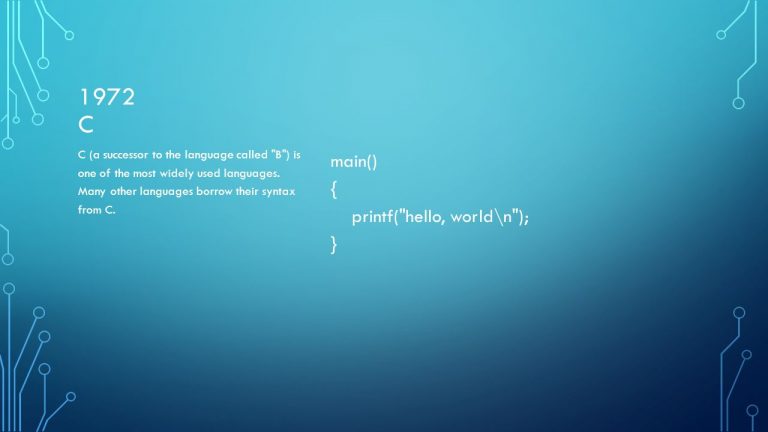 1972
C
C (a successor to the language called "B") is
one of the most widely used languages.
Many other languages borrow their syntax
from C.
main()
{
printf("hello, world\n");
}